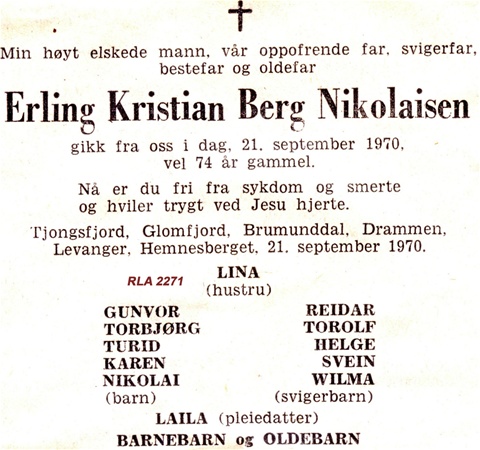 Min høyt elskede mann, vår oppofrende far, svigerfar,
bestefar og oldefar
Erling Kristian Berg Nikolaisen
gikk fra oss i dag, 21. september 1970,
vel 74 år gammel.
Nå er du fri fra sykdom og smerte
og hviler trygt ved Jesu hjerte.
Tjongsfjord, Glomfjord, Brumunddal, Drammen,
Levanger, Hemnesberget, 21. september 1970.
RLA 2271
LINA
(hustru)
GUNVOR REIDAR
TORBJØRG TOROLF
TURID HELGE
KAREN SVEIN
NIKOLAI WILMA
(barn) (svigerbarn)
LAILA (pleiedatter)
BARNEBARN og OLDEBARN